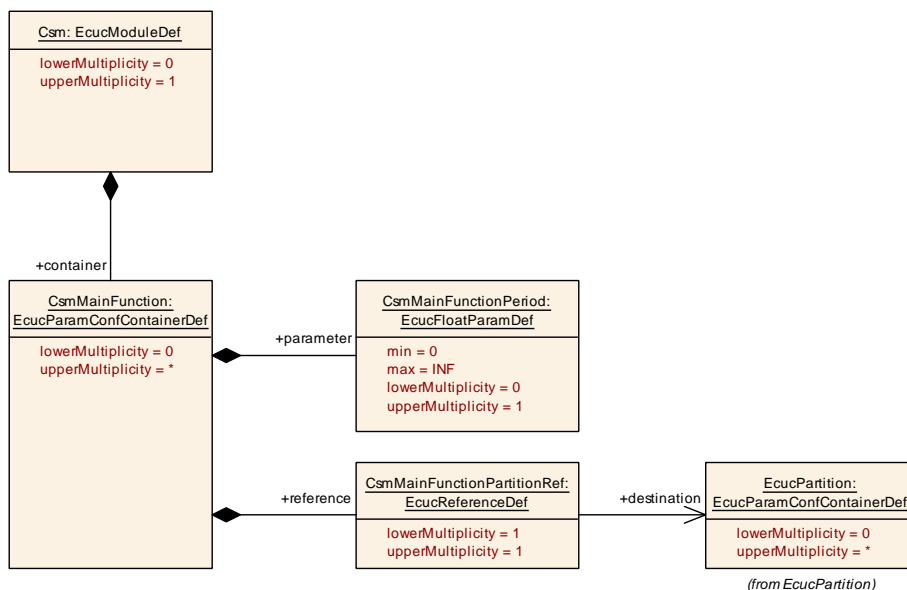 Csm: EcucModuleDef
lowerMultiplicity = 0
upperMultiplicity = 1
+container
CsmMainFunction:
EcucParamConfContainerDef
lowerMultiplicity = 0
upperMultiplicity = *
+parameter
CsmMainFunctionPeriod:
EcucFloatParamDef
min = 0
max = INF
lowerMultiplicity = 0
upperMultiplicity = 1
+reference
CsmMainFunctionPartitionRef:
EcucReferenceDef
lowerMultiplicity = 1
upperMultiplicity = 1
+destination
EcucPartition:
EcucParamConfContainerDef
lowerMultiplicity = 0
upperMultiplicity = *
(from EcucPartition)